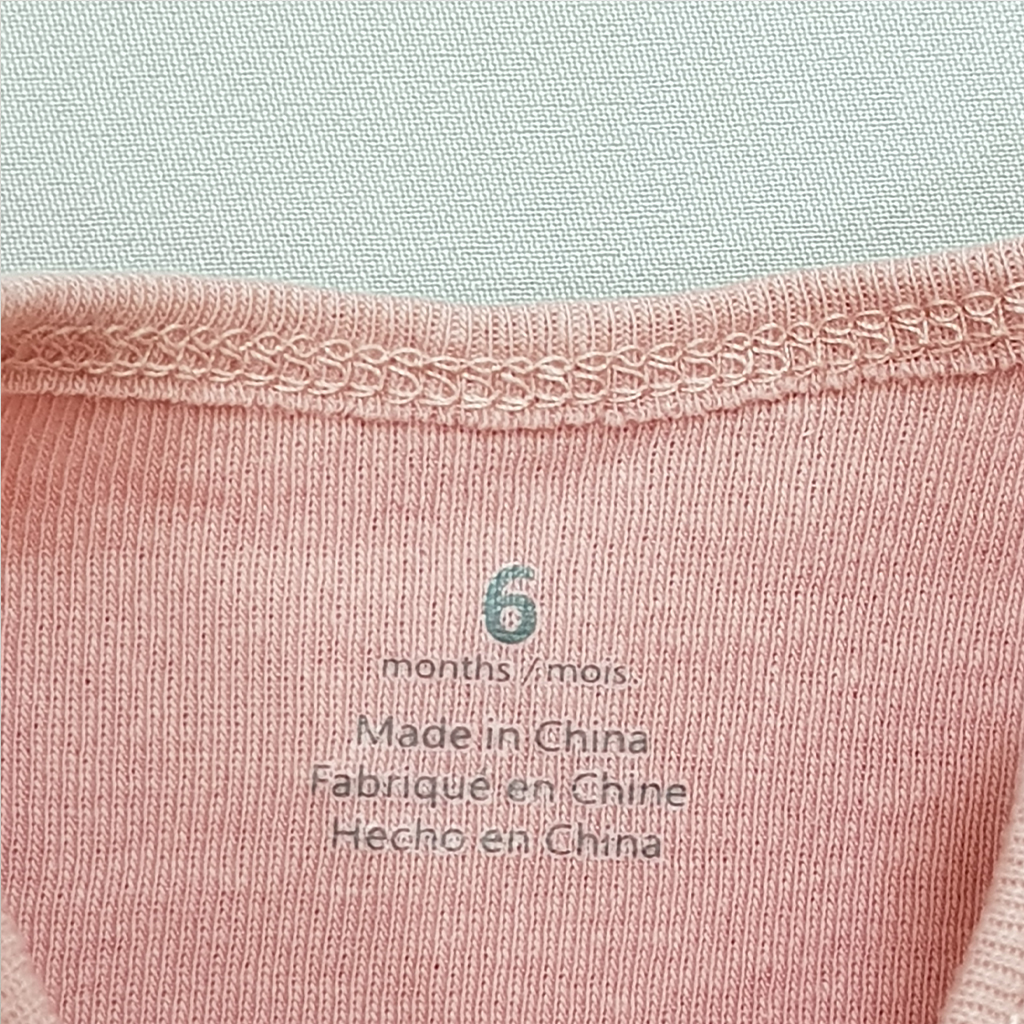 6
months / mois
Made in China
Fabriqué en Chine
Hecho en China